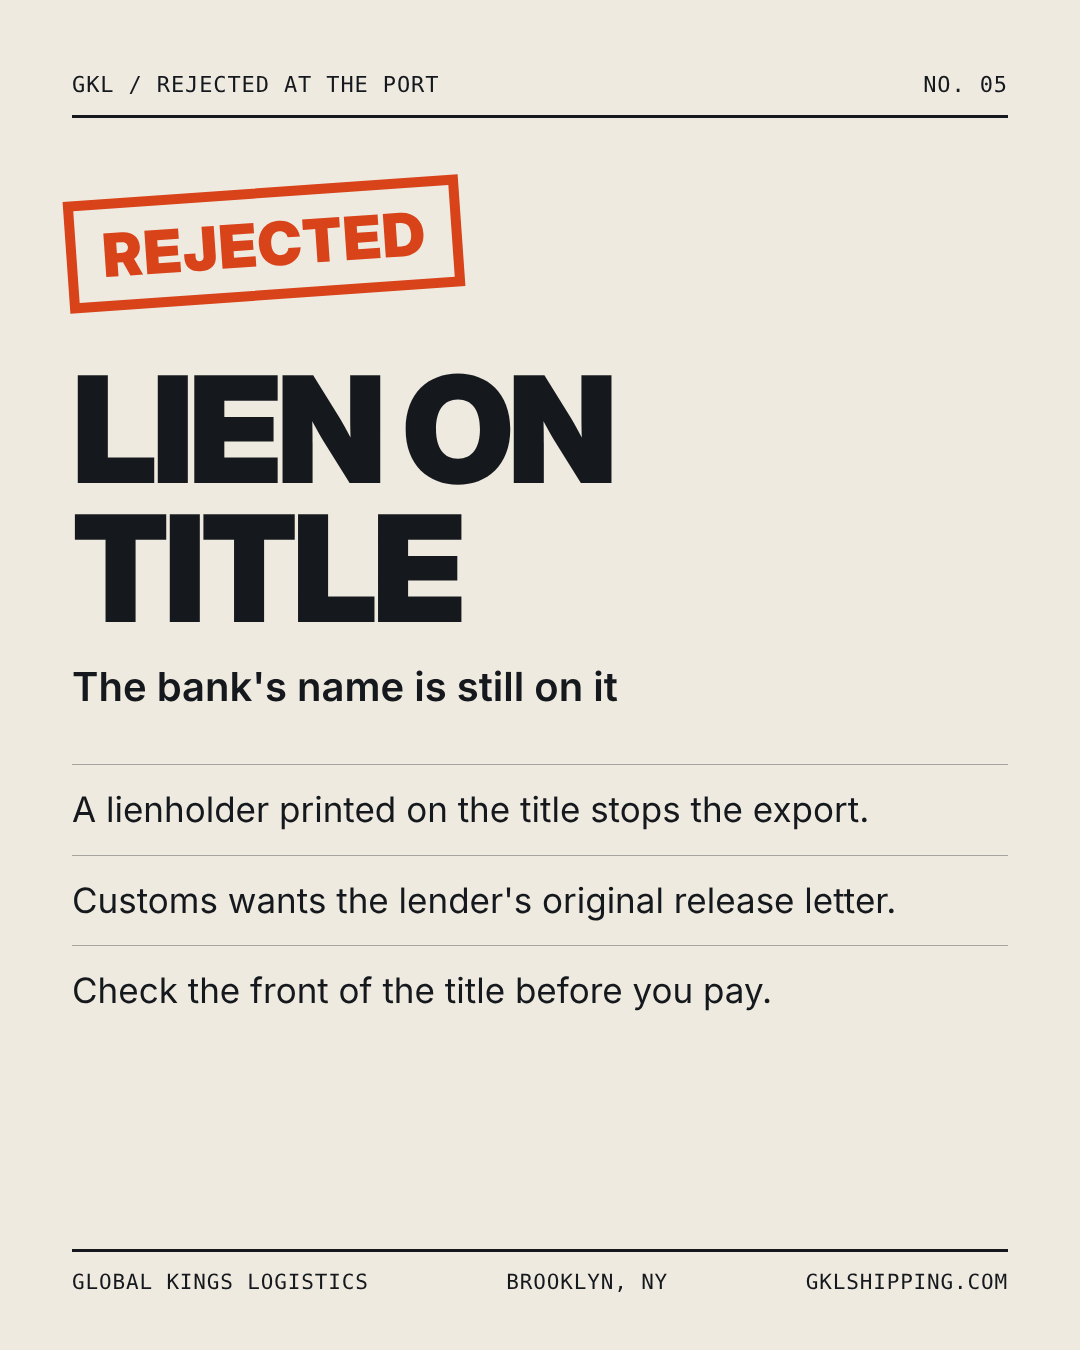 GKL / REJECTED AT THE PORT
NO. 05
REJECTED
LIEN ON
TITLE
The bank's name is still on it
A lienholder printed on the title stops the export.
Customs wants the lender's original release letter.
Check the front of the title before you pay.
GLOBAL KINGS LOGISTICS
BROOKLYN, NY
GKLSHIPPING.COM